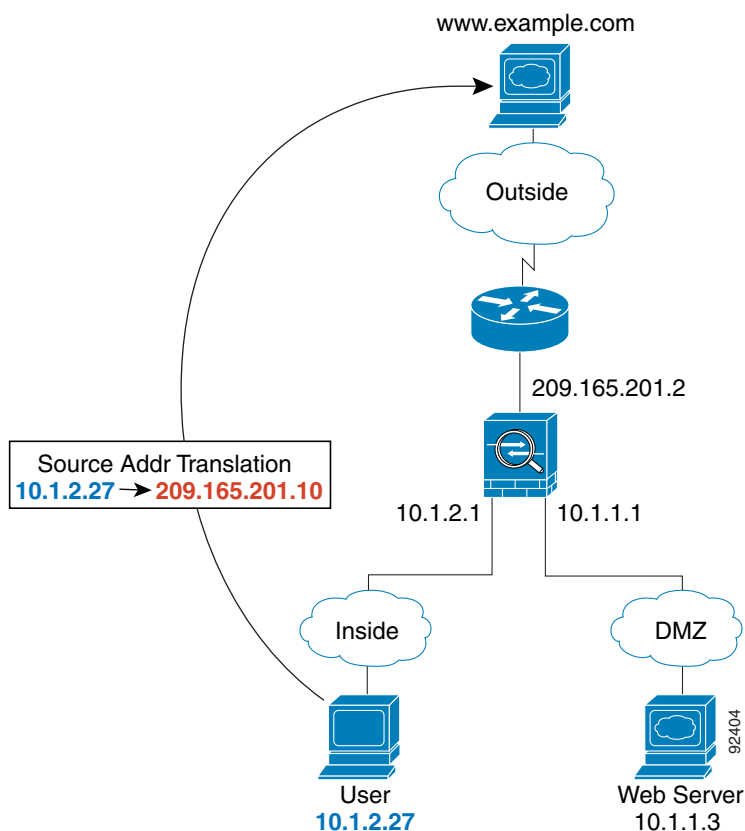 www.example.com
Outside
209.165.201.2
Source Addr Translation
10.1.2.27 209.165.201.10
10.1.2.1 10.1.1.1
Inside DMZ
User
10.1.2.27
Web Server
10.1.1.3
92404